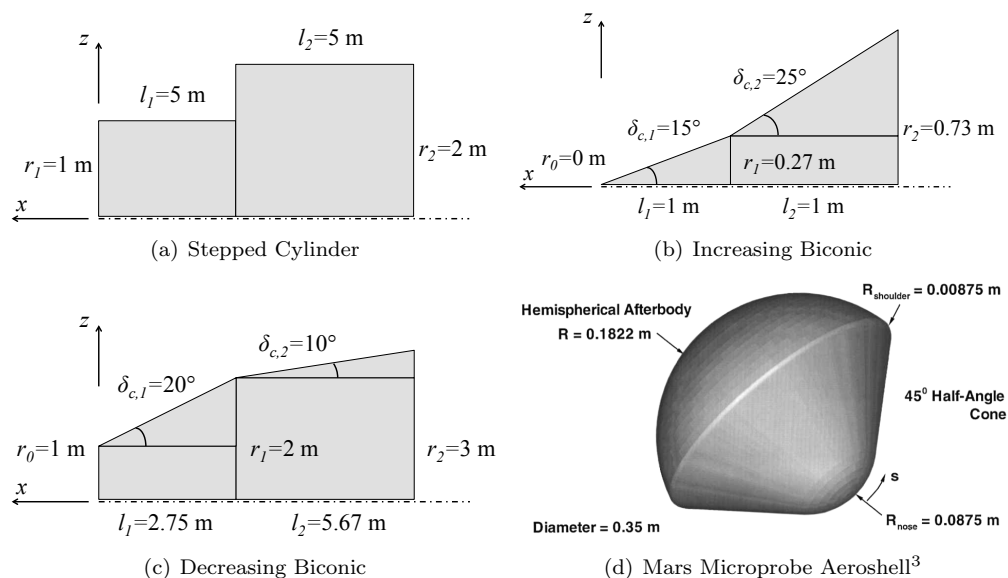 z
l₂=5 m
l₁=5 m
r₁=1 m
r₂=2 m
x
(a) Stepped Cylinder
z
δc,2=25°
δc,1=15°
r₀=0 m
r₁=0.27 m
r₂=0.73 m
x
l₁=1 m
l₂=1 m
(b) Increasing Biconic
z
δc,2=10°
δc,1=20°
r₀=1 m
r₁=2 m
r₂=3 m
x
l₁=2.75 m
l₂=5.67 m
(c) Decreasing Biconic
Rshoulder = 0.00875 m
Hemispherical Afterbody
R = 0.1822 m
45⁰ Half-Angle
Cone
s
Rnose = 0.0875 m
Diameter = 0.35 m
(d) Mars Microprobe Aeroshell³